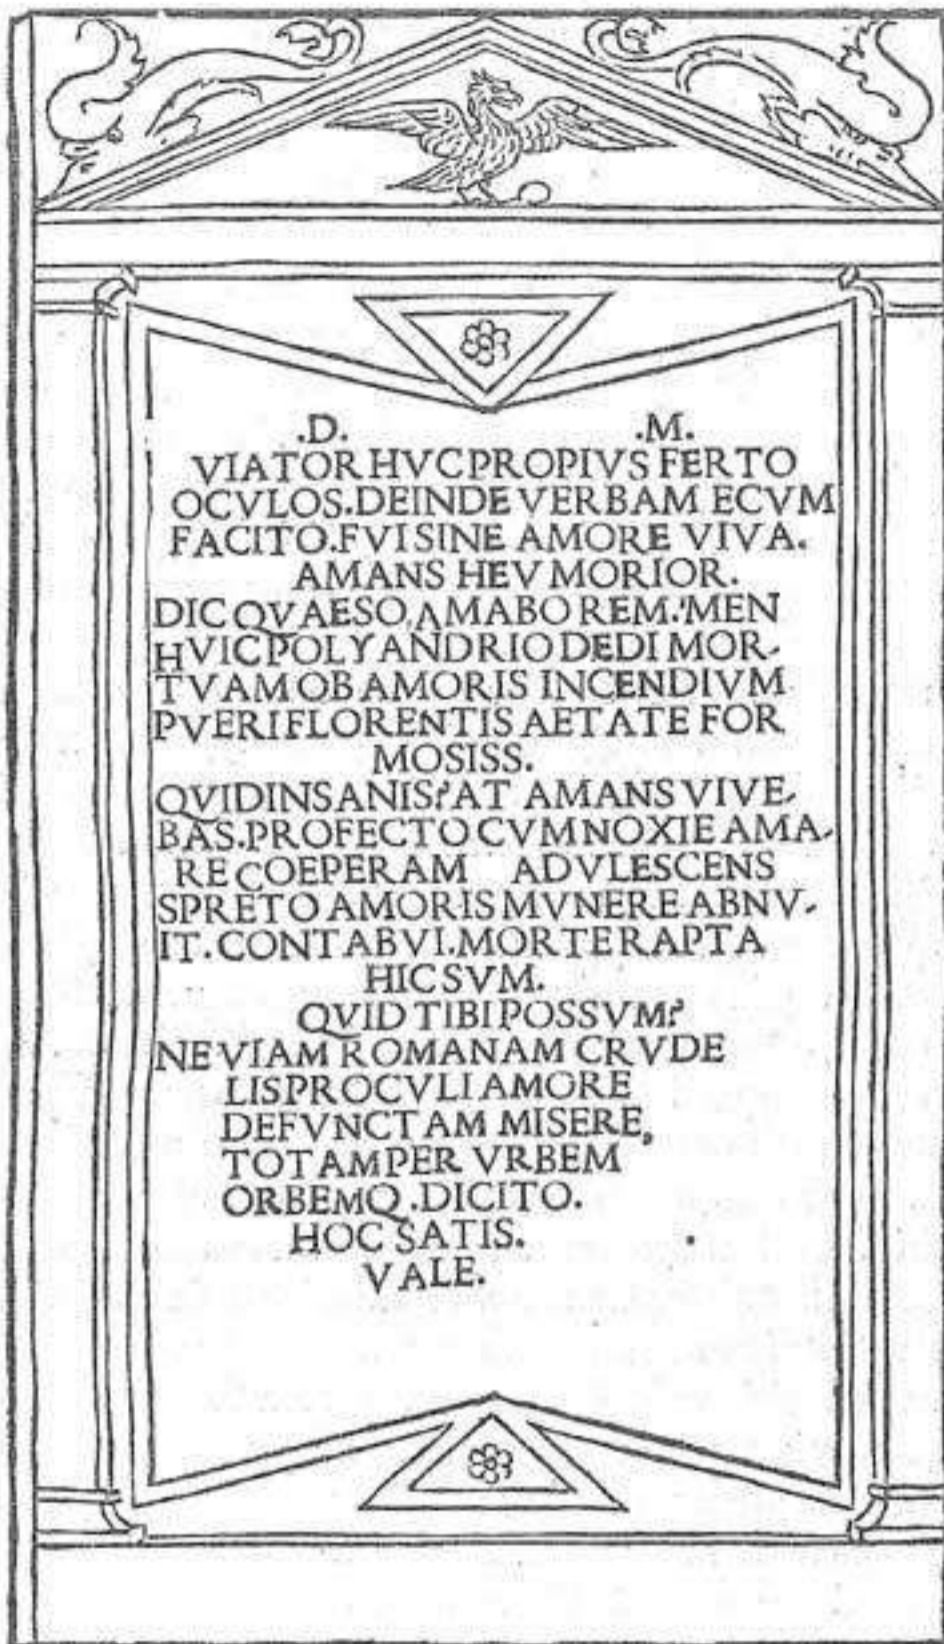 .D. .M.
VIATOR HVC PROPIVS FERTO
OCVLOS.DEINDE VERBA M ECVM
FACITO.FVI SINE AMORE VIVA.
AMANS HEV MORIOR.
DIC QVAESO, AMABO REM.? MEN
HVIC POLYANDRIO DEDI MOR-
TVAM OB AMORIS INCENDIVM
PVERI FLORENTIS AETATE FOR
MOSISS.
QVID INSANIS? AT AMANS VIVE-
BAS.PROFECTO CVM NOXIE AMA-
RE COEPERAM ADVLESCENS
SPRETO AMORIS MVNERE ABNV-
IT.CONTABVI.MORTE RAPTA
HIC SVM.
QVID TIBI POSSVM?
NEVIAM ROMANAM CRVDE
LIS PROCVLI AMORE
DEFVNCTAM MISERE,
TOTAM PER VRBEM
ORBEMQ.DICITO.
HOC SATIS.
VALE.